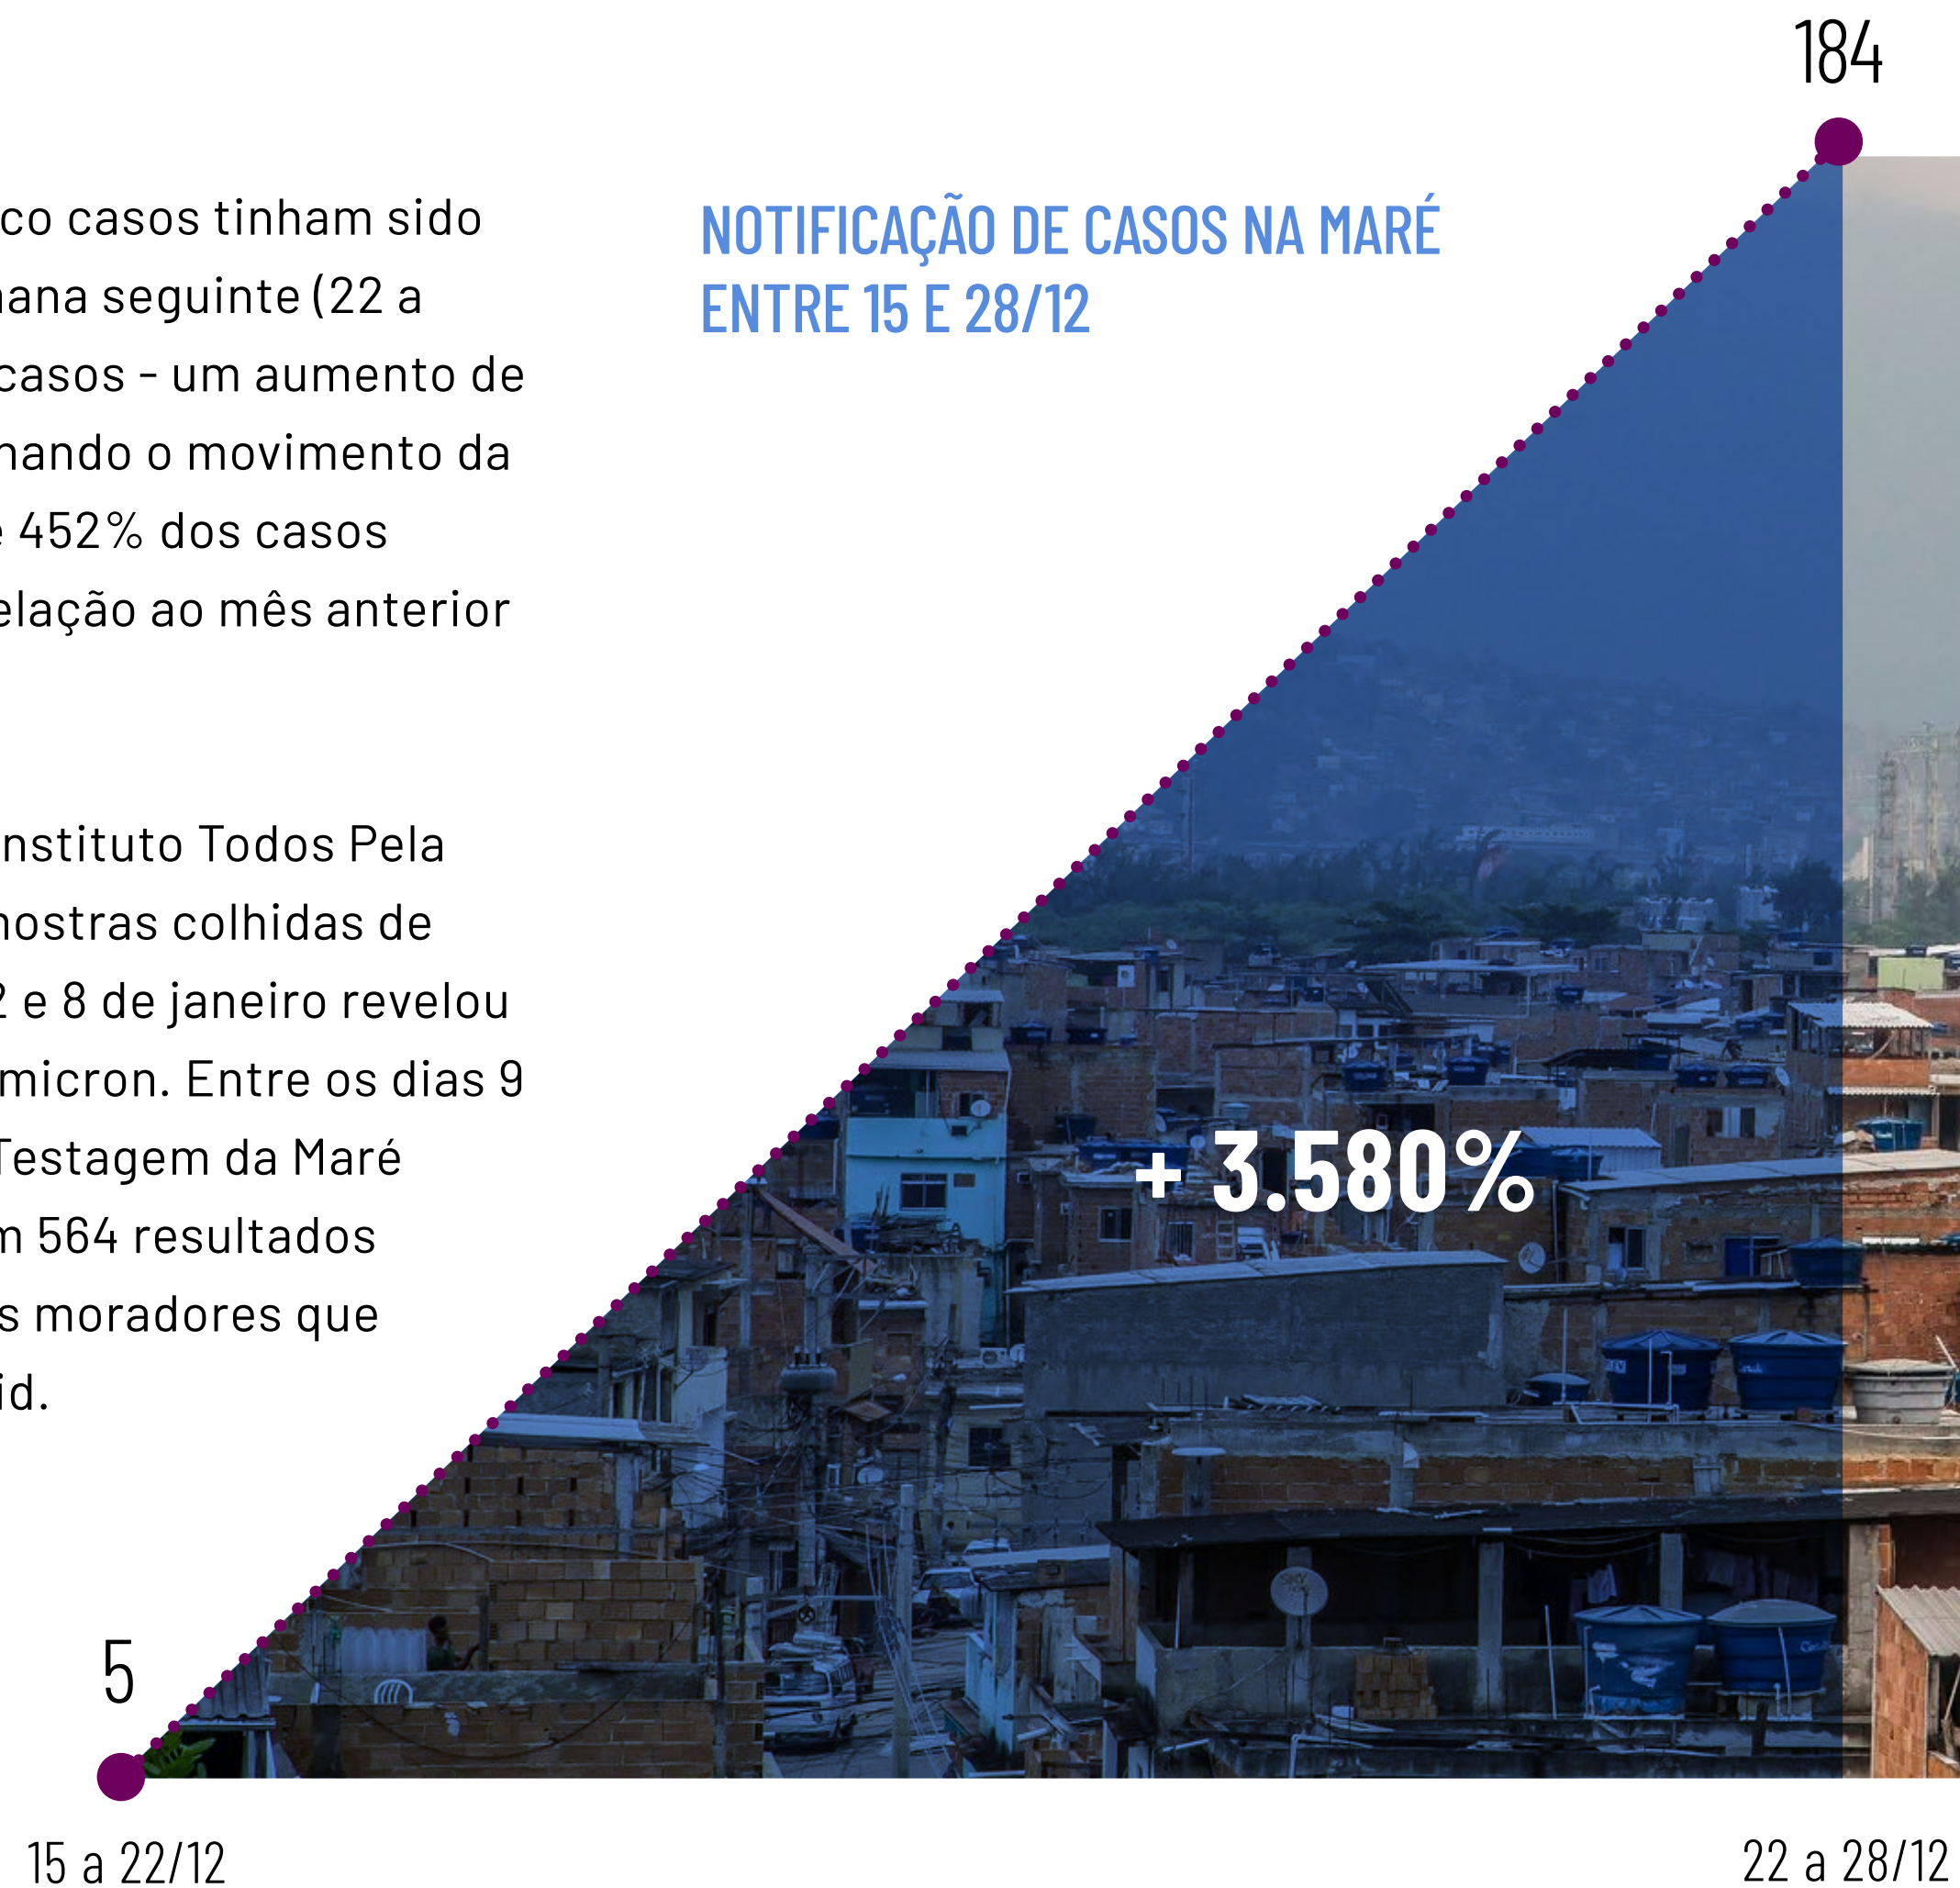 184
co casos tinham sido
ana seguinte (22 a
casos - um aumento de
nando o movimento da
e 452% dos casos
elação ao mês anterior
nstituto Todos Pela
nostras colhidas de
2 e 8 de janeiro revelou
micron. Entre os dias 9
Testagem da Maré
m 564 resultados
s moradores que
id.
NOTIFICAÇÃO DE CASOS NA MARÉ
ENTRE 15 E 28/12
+ 3.580%
5
15 a 22/12
22 a 28/12